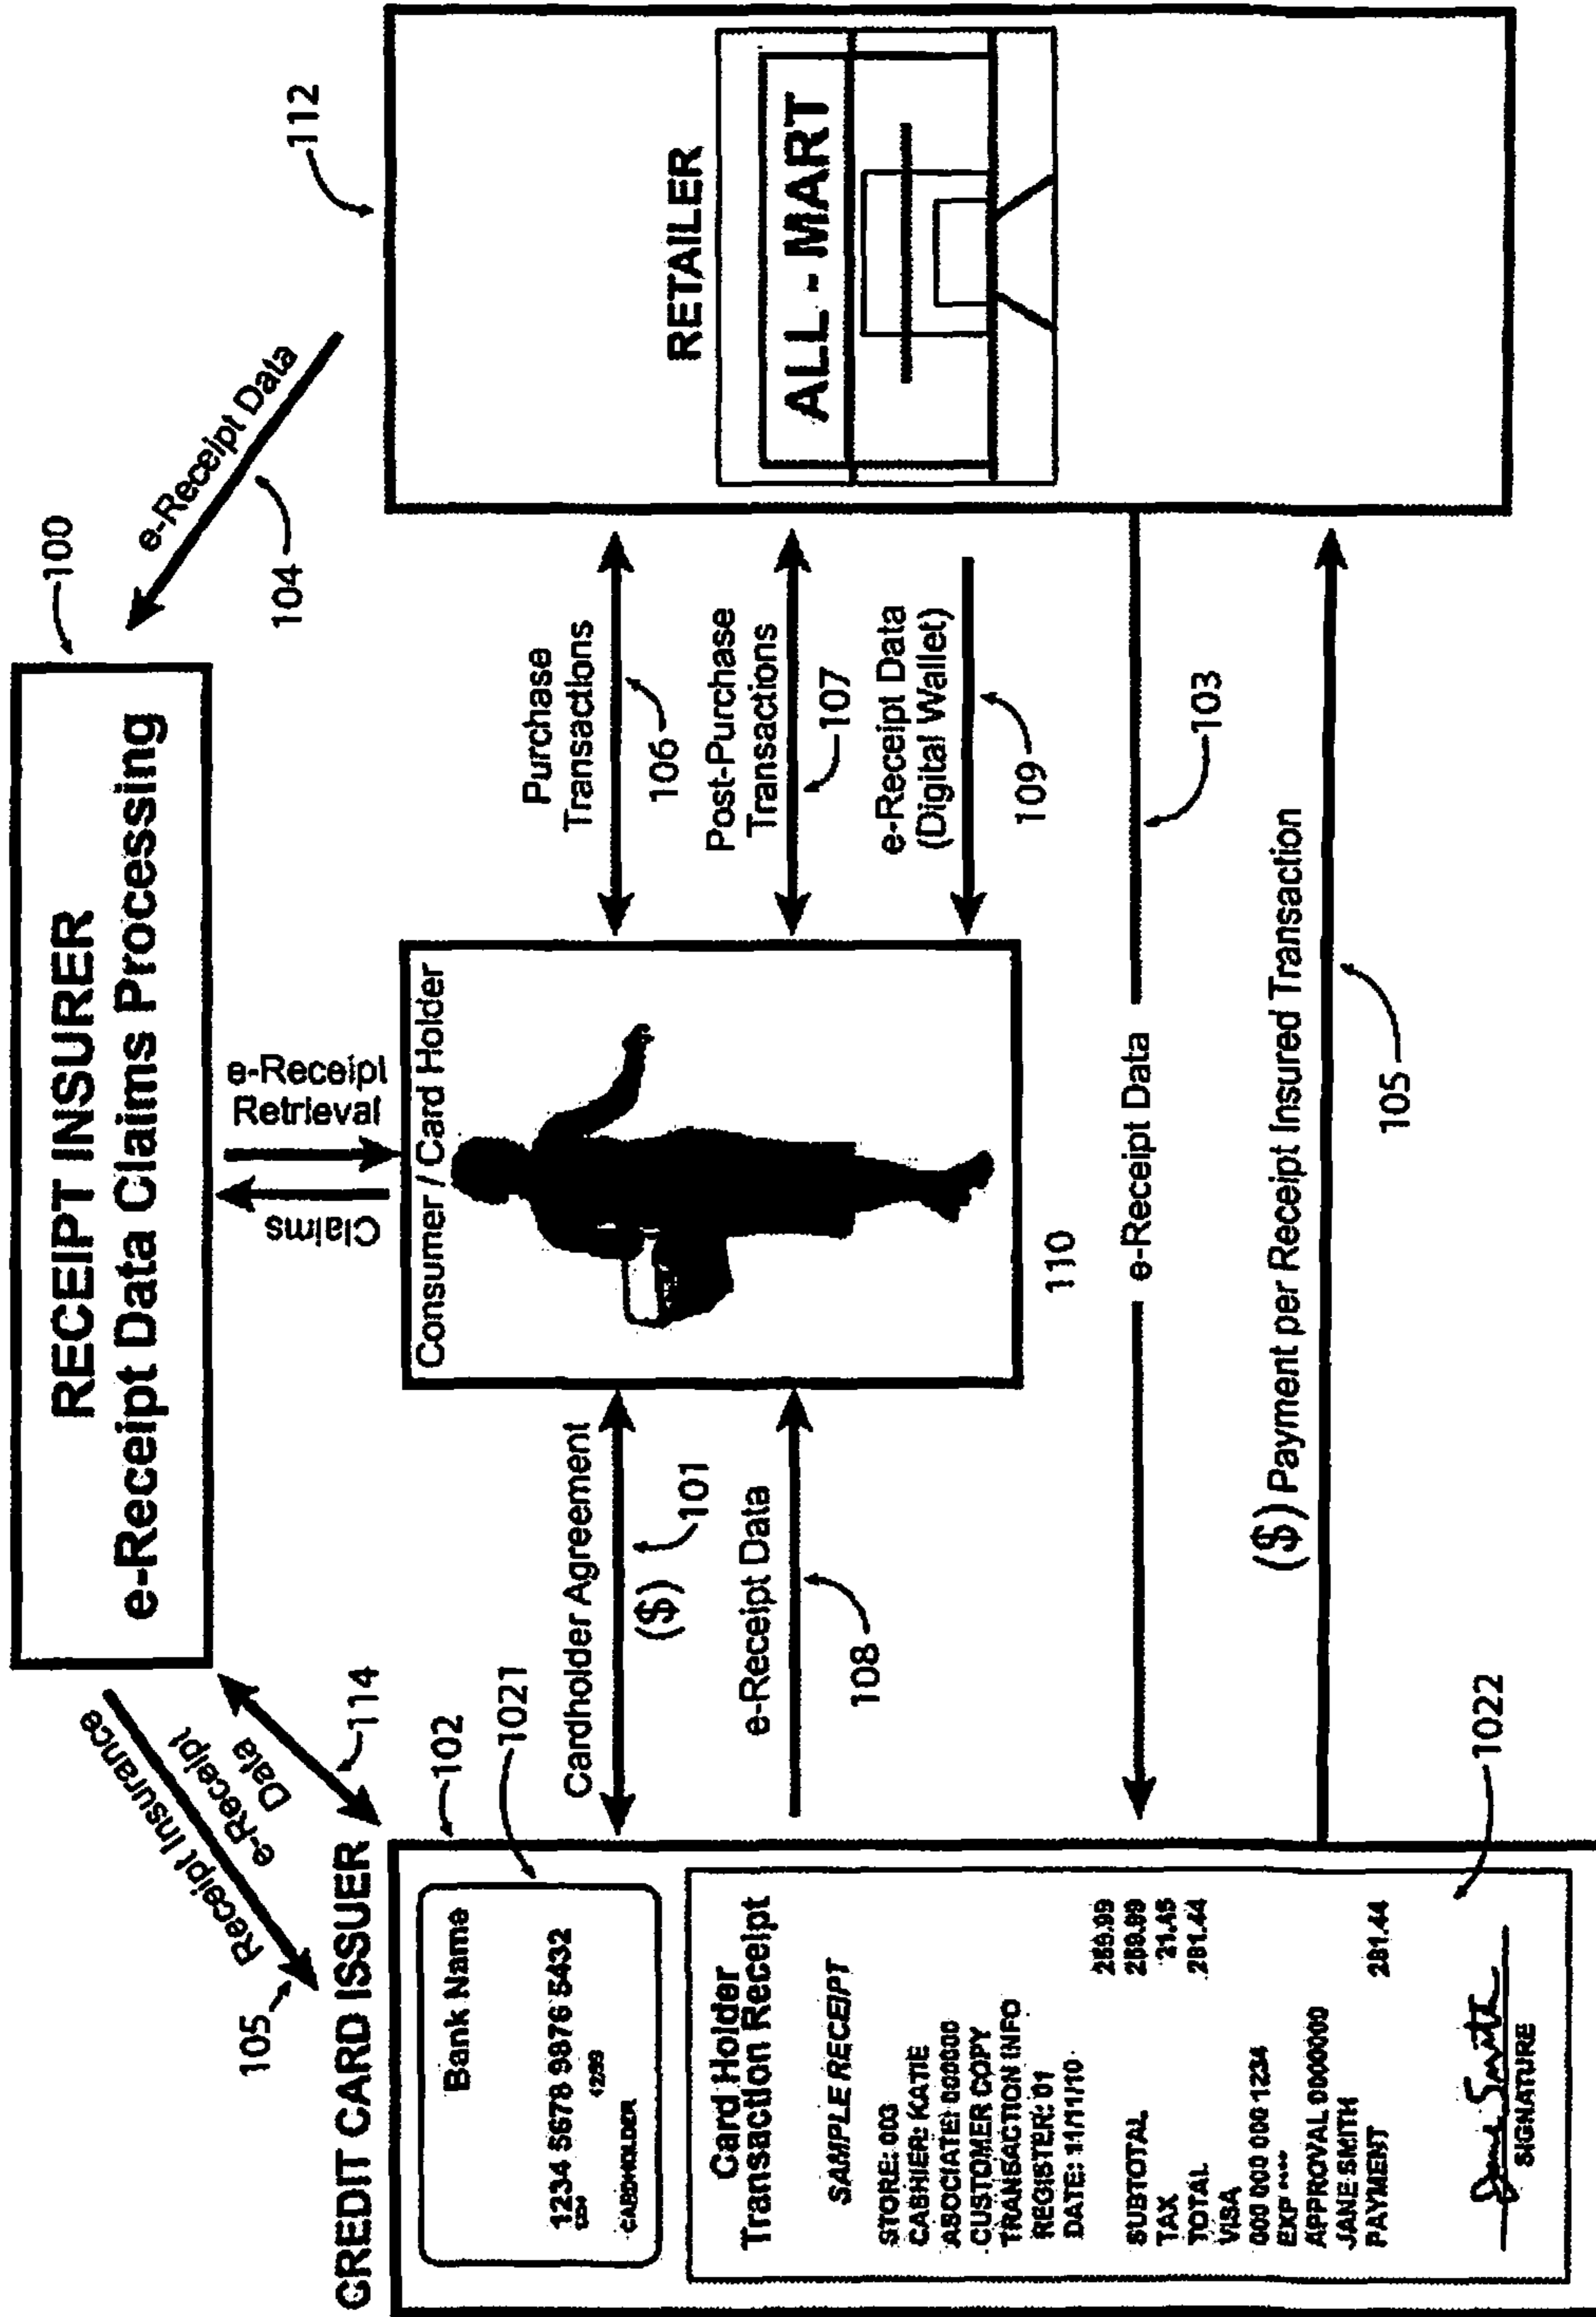 RECEIPT INSURER
e-Receipt Data Claims Processing
100
e-Receipt Data
104
112
Receipt Insurance
e-Receipt
Data
105
114
Claims
e-Receipt
Retrieval
CREDIT CARD ISSUER
102
1021
Bank Name
1234 5678 9876 5432
CARDHOLDER
Card Holder
Transaction Receipt
SAMPLE RECEIPT
STORE: 003
CASHIER: KATIE
ASOCIATE: 000000
CUSTOMER COPY
TRANSACTION INFO
REGISTER: 01
DATE: 11/11/10
259.99
SUBTOTAL 259.99
TAX 21.45
TOTAL 281.44
VISA
000 000 000 1234
EXP ****
APPROVAL 0000000
JANE SMITH
PAYMENT 281.44
Jane Smith
SIGNATURE
1022
Cardholder Agreement
($) 101
e-Receipt Data
108
Consumer / Card Holder
110
Purchase
Transactions
106
Post-Purchase
Transactions
107
e-Receipt Data
(Digital Wallet)
109
e-Receipt Data
103
($) Payment per Receipt Insured Transaction
105
RETAILER
ALL - MART